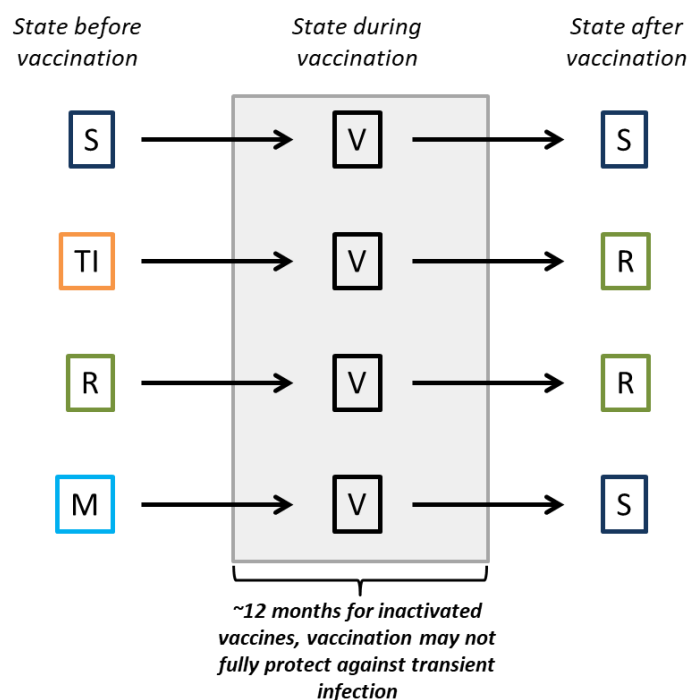 State before
vaccination
State during
vaccination
State after
vaccination
S
V
S
TI
V
R
R
V
R
M
V
S
~12 months for inactivated
vaccines, vaccination may not
fully protect against transient
infection